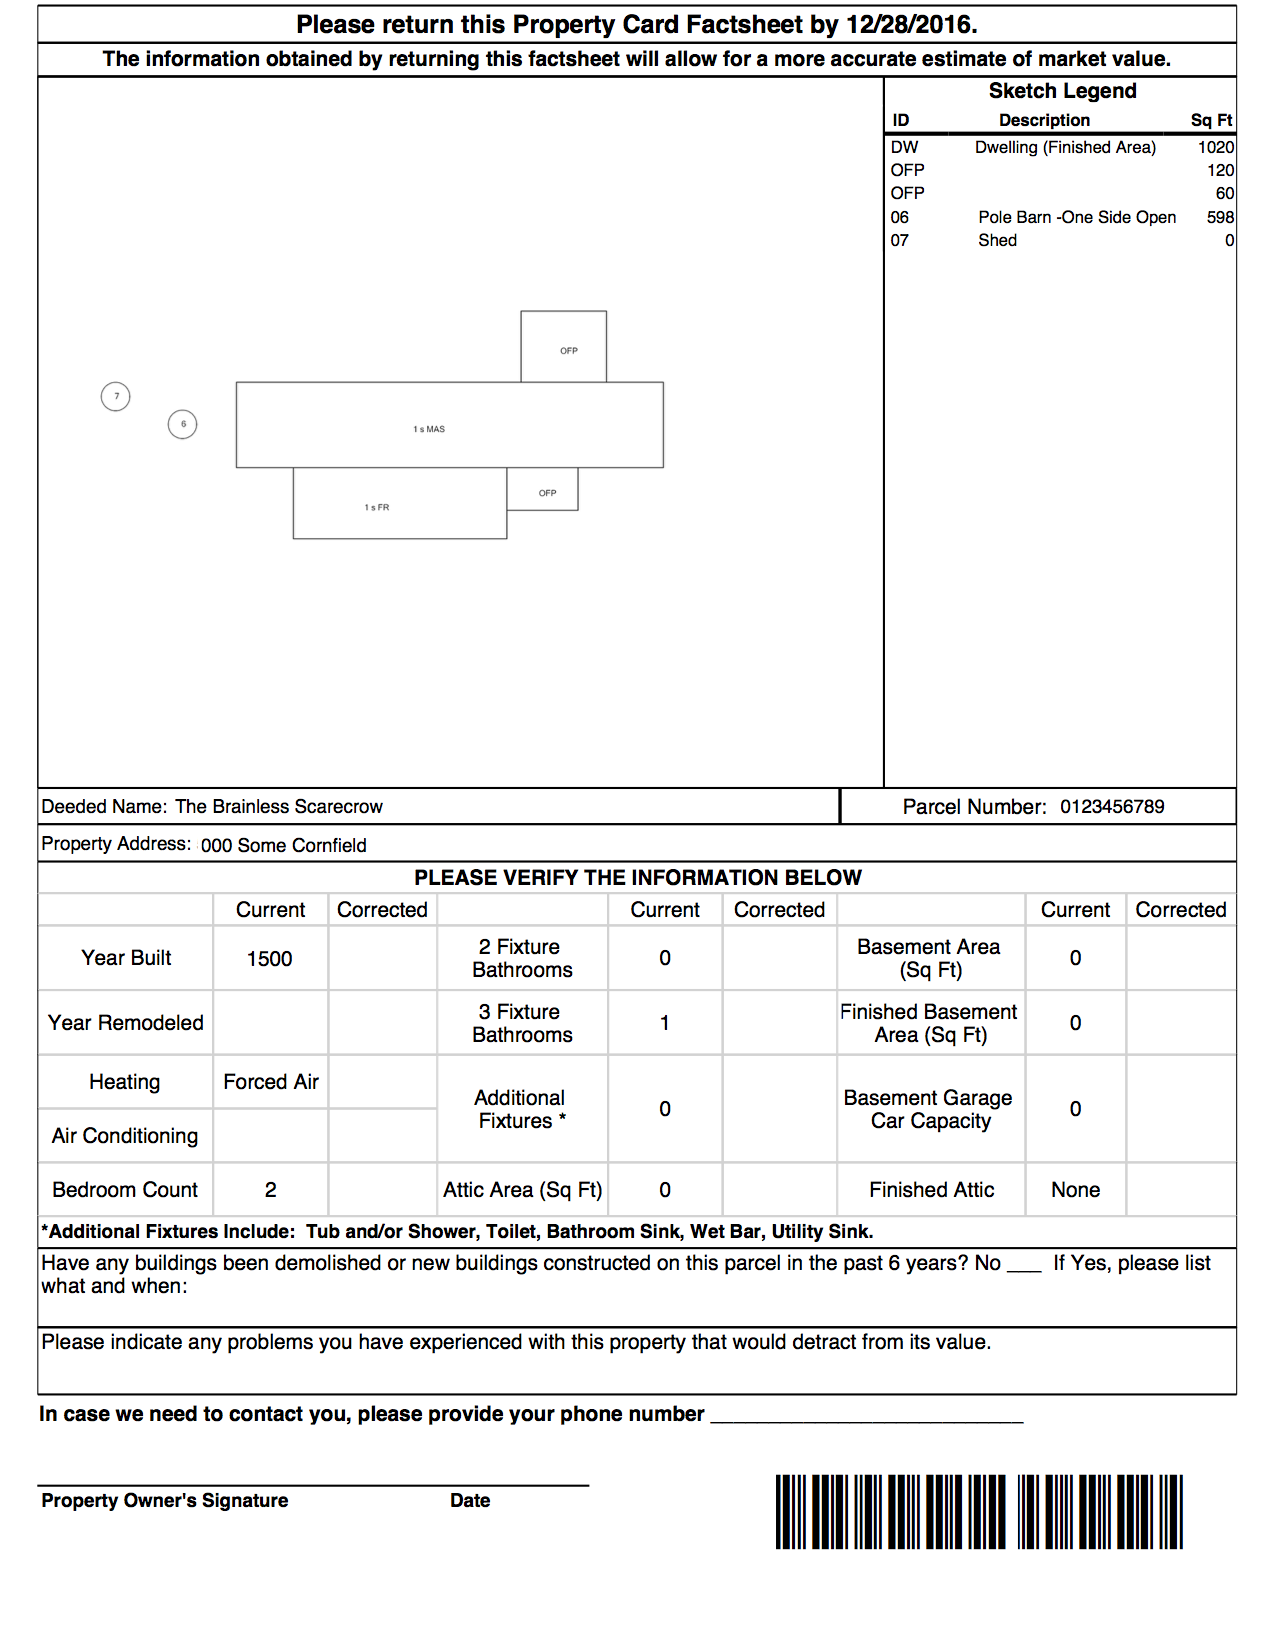 Please return this Property Card Factsheet by 12/28/2016.
The information obtained by returning this factsheet will allow for a more accurate estimate of market value.
Sketch Legend
ID Description Sq Ft
DW Dwelling (Finished Area) 1020
OFP 120
OFP 60
06 Pole Barn -One Side Open 598
07 Shed 0
OFP
7
6
1 s MAS
OFP
1 s FR
Deeded Name: The Brainless Scarecrow Parcel Number: 0123456789
Property Address: 000 Some Cornfield
PLEASE VERIFY THE INFORMATION BELOW
Current Corrected Current Corrected Current Corrected
Year Built 1500 2 Fixture Bathrooms 0 Basement Area (Sq Ft) 0
Year Remodeled 3 Fixture Bathrooms 1 Finished Basement Area (Sq Ft) 0
Heating Forced Air Additional Fixtures * 0 Basement Garage Car Capacity 0
Air Conditioning
Bedroom Count 2 Attic Area (Sq Ft) 0 Finished Attic None
*Additional Fixtures Include: Tub and/or Shower, Toilet, Bathroom Sink, Wet Bar, Utility Sink.
Have any buildings been demolished or new buildings constructed on this parcel in the past 6 years? No ___ If Yes, please list
what and when:
Please indicate any problems you have experienced with this property that would detract from its value.
In case we need to contact you, please provide your phone number ___________________________
Property Owner's Signature Date